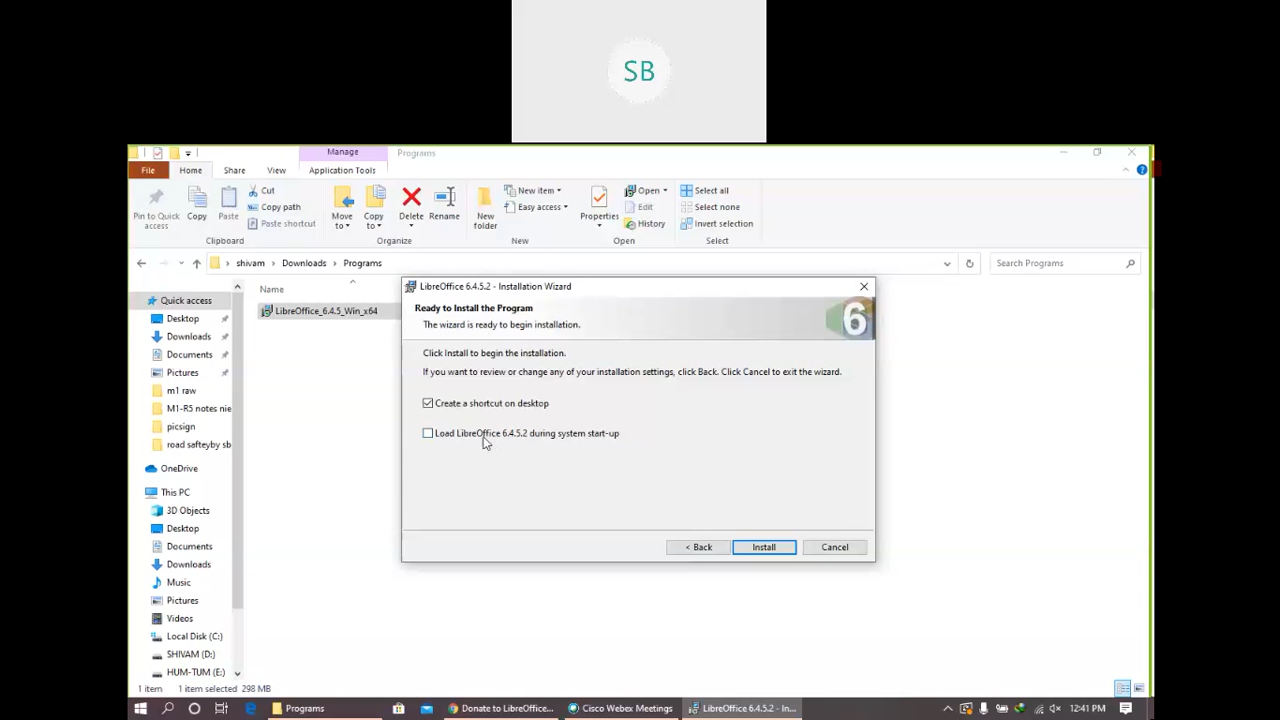 SB
Manage
Programs
File
Home
Share
View
Application Tools
Pin to Quick access
Copy
Paste
Cut
Copy path
Paste shortcut
Clipboard
Move to
Copy to
Delete
Rename
Organize
New folder
New item
Easy access
New
Properties
Open
Edit
History
Open
Select all
Select none
Invert selection
Select
shivam > Downloads > Programs
Search Programs
Name
LibreOffice_6.4.5_Win_x64
Quick access
Desktop
Downloads
Documents
Pictures
m1 raw
M1-R5 notes nie
picsign
road safteyby sb
OneDrive
This PC
3D Objects
Desktop
Documents
Downloads
Music
Pictures
Videos
Local Disk (C:)
SHIVAM (D:)
HUM-TUM (E:)
LibreOffice 6.4.5.2 - Installation Wizard
Ready to Install the Program
The wizard is ready to begin installation.
6
Click Install to begin the installation.
If you want to review or change any of your installation settings, click Back. Click Cancel to exit the wizard.
Create a shortcut on desktop
Load LibreOffice 6.4.5.2 during system start-up
< Back
Install
Cancel
1 item
1 item selected 298 MB
Programs
Donate to LibreOffice...
Cisco Webex Meetings
LibreOffice 6.4.5.2 - In...
12:41 PM